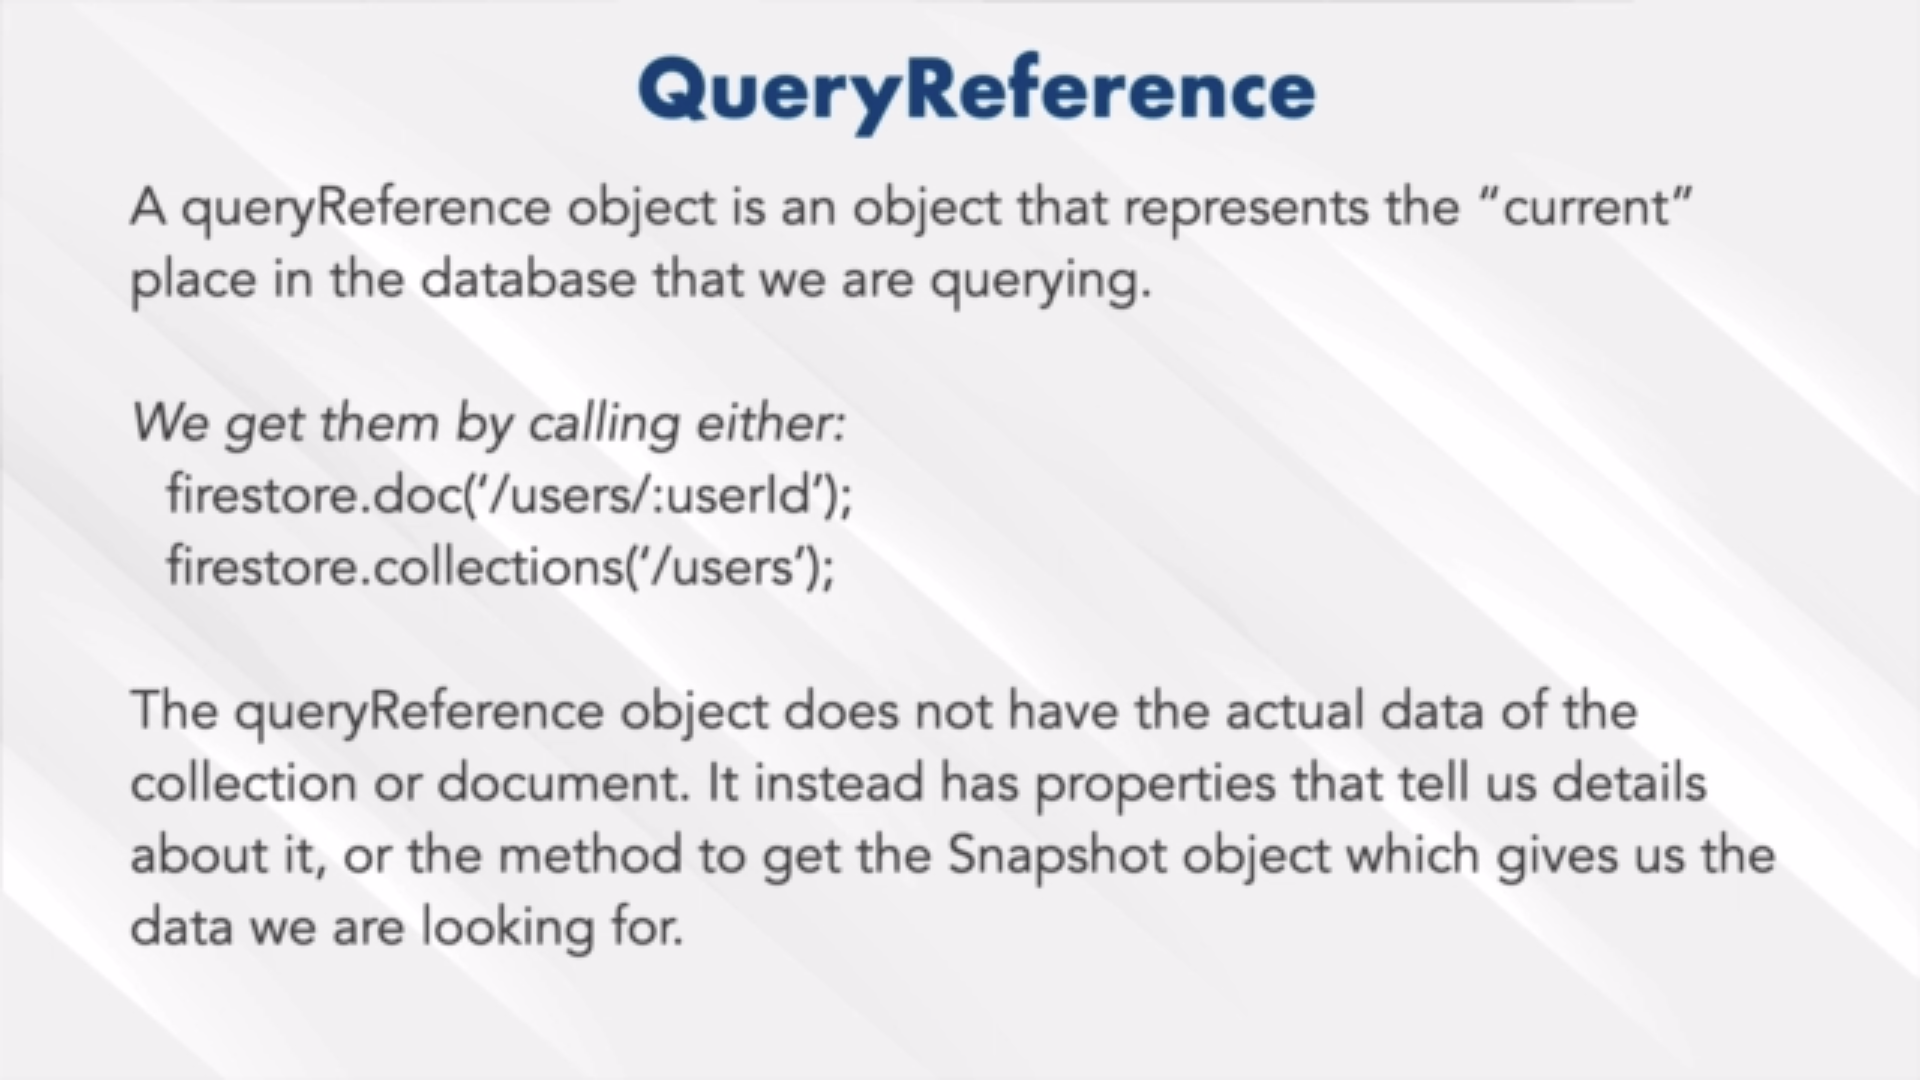 QueryReference
A queryReference object is an object that represents the “current”
place in the database that we are querying.
We get them by calling either:
firestore.doc(‘/users/:userId’);
firestore.collections(‘/users’);
The queryReference object does not have the actual data of the
collection or document. It instead has properties that tell us details
about it, or the method to get the Snapshot object which gives us the
data we are looking for.